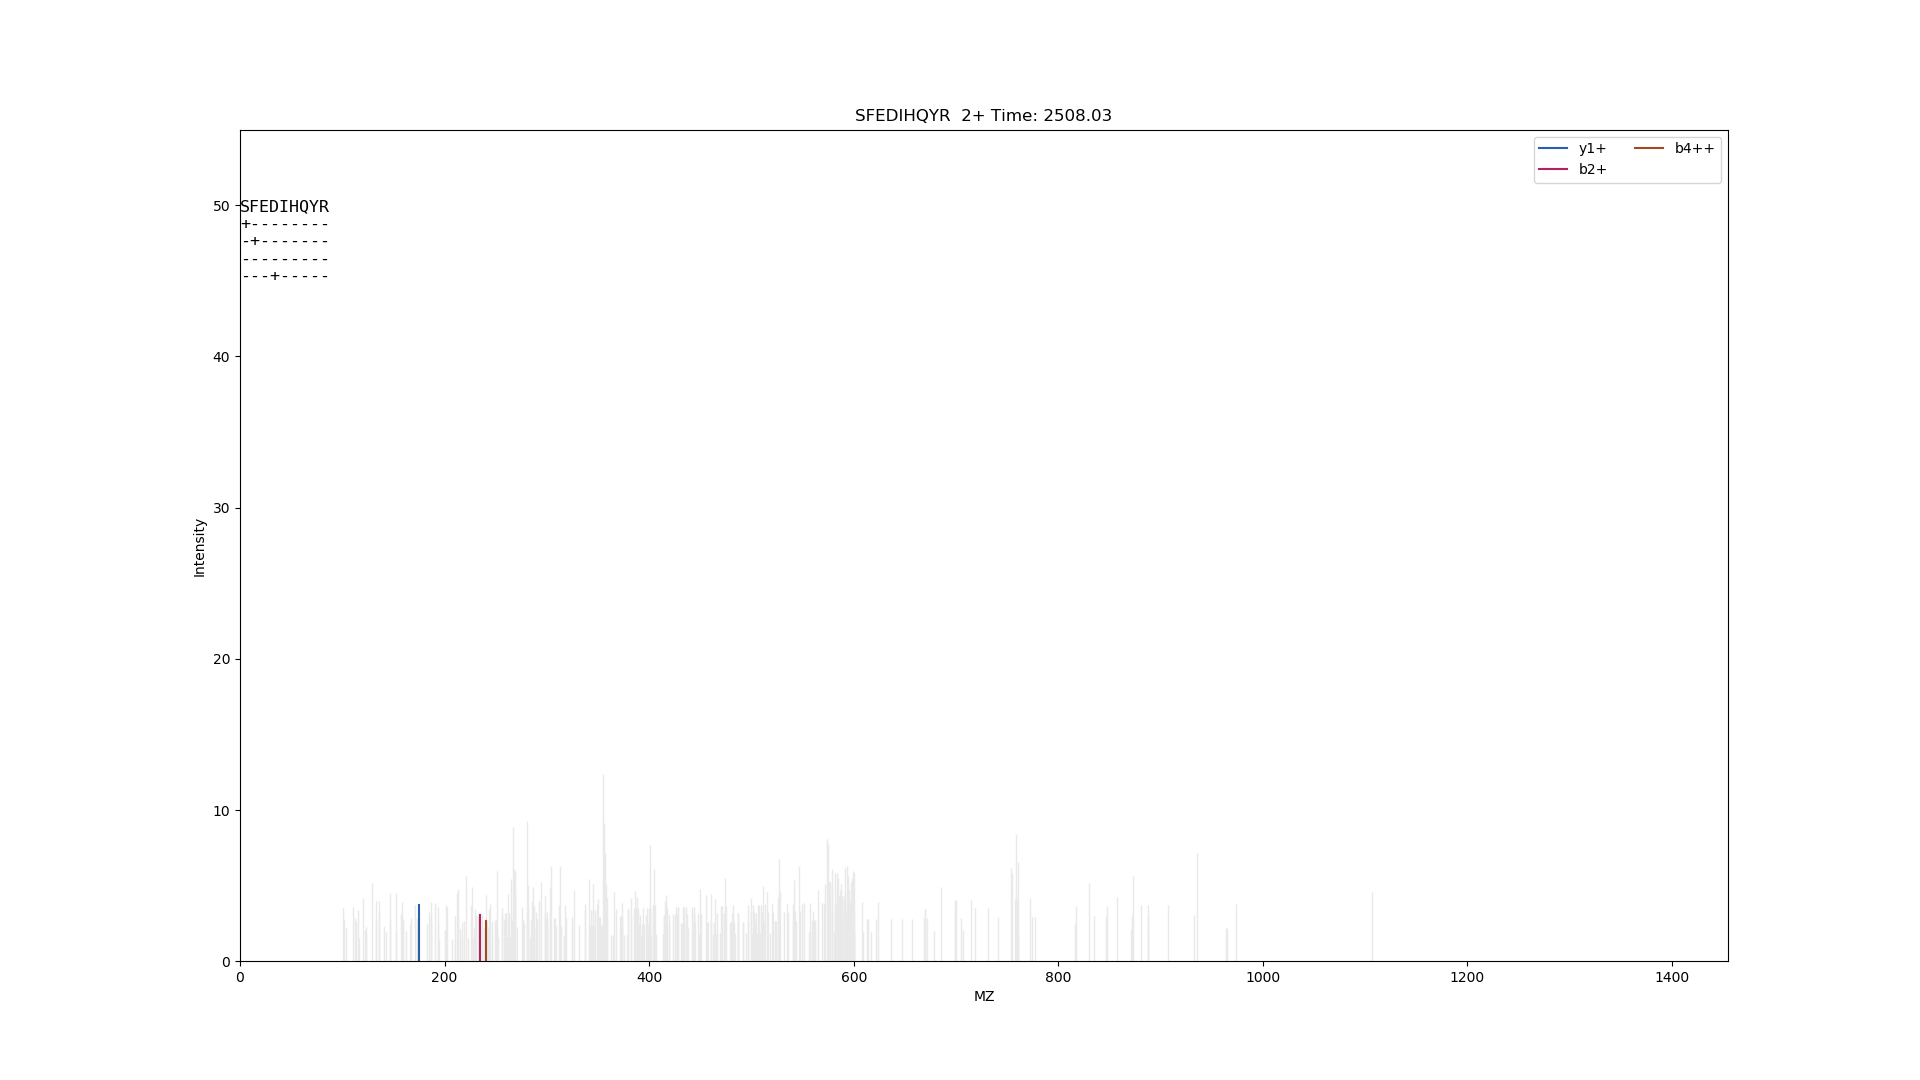 SFEDIHQYR  2+ Time: 2508.03
y1+
b4++
b2+
50
SFEDIHQYR
+--------
-+-------
---------
---+-----
40
30
Intensity
20
10
0
0 200 400 600 800 1000 1200 1400
MZ